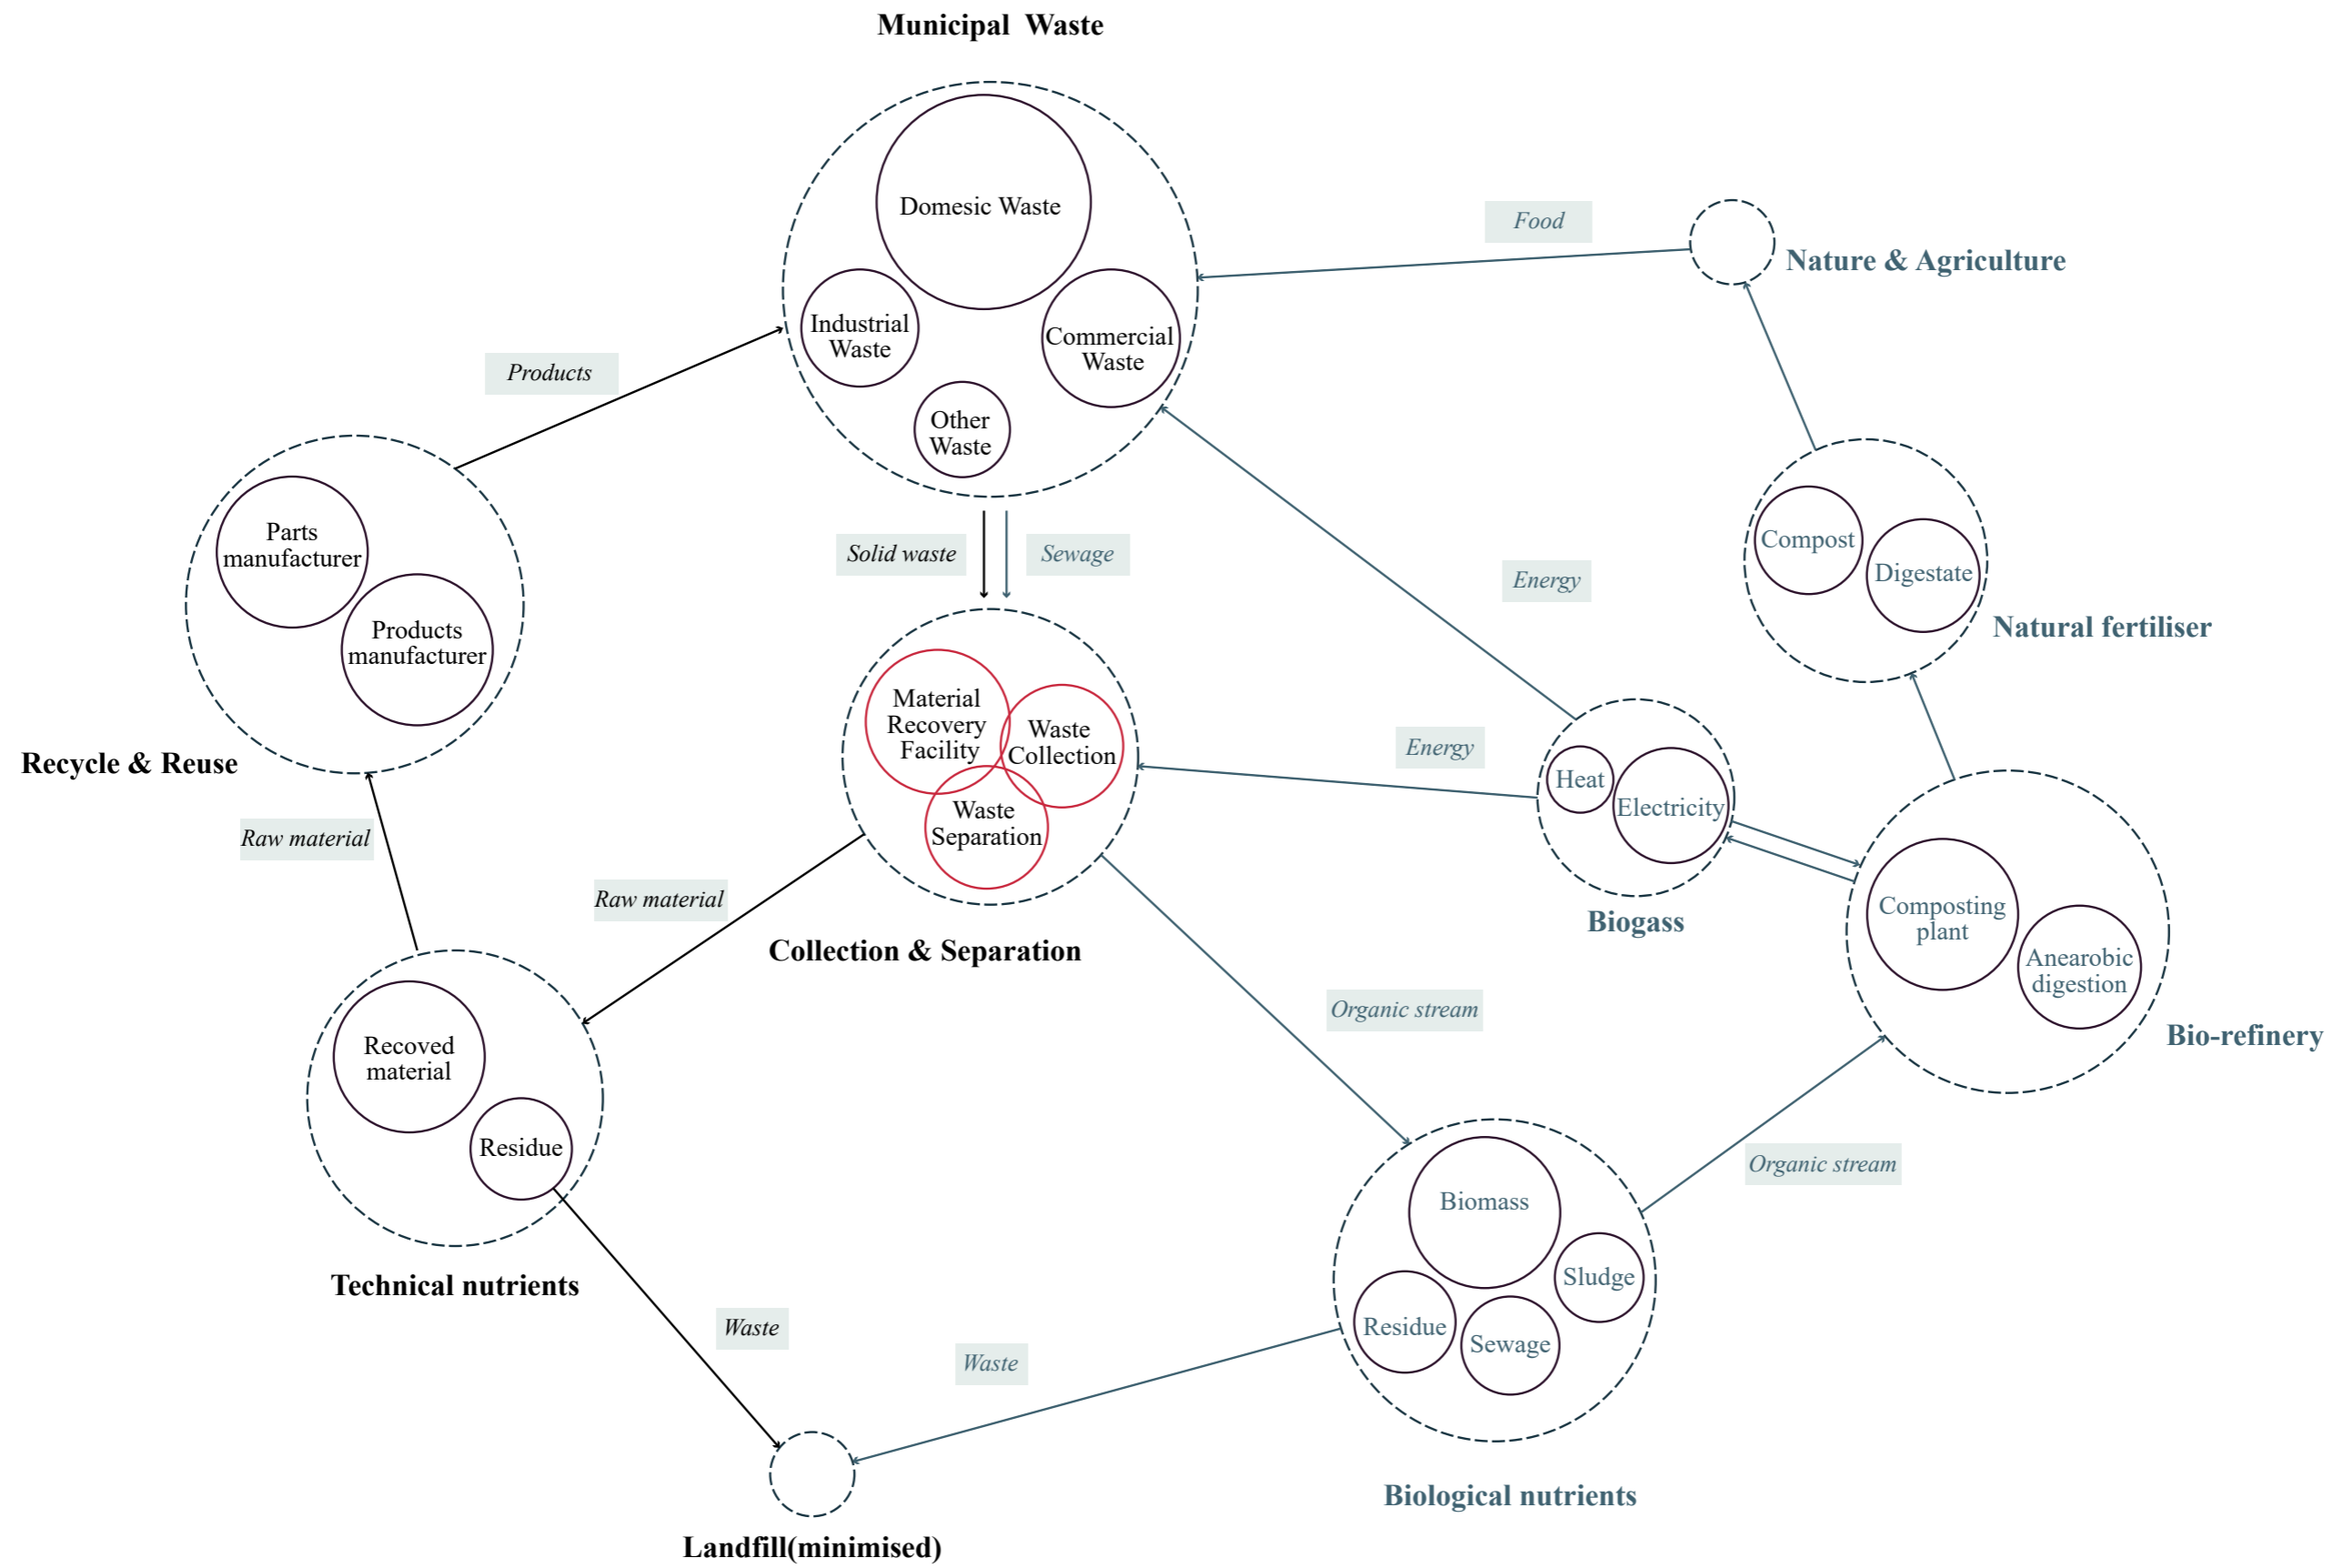 Municipal  Waste
Domesic Waste
Industrial
Waste
Commercial
Waste
Other
Waste
Food
Nature & Agriculture
Products
Parts
manufacturer
Products
manufacturer
Recycle & Reuse
Solid waste
Sewage
Energy
Compost
Digestate
Natural fertiliser
Material
Recovery
Facility
Waste
Collection
Waste
Separation
Collection & Separation
Energy
Heat
Electricity
Biogass
Composting
plant
Anearobic
digestion
Bio-refinery
Raw material
Raw material
Recoved
material
Residue
Technical nutrients
Organic stream
Organic stream
Biomass
Sludge
Residue
Sewage
Biological nutrients
Waste
Waste
Landfill(minimised)